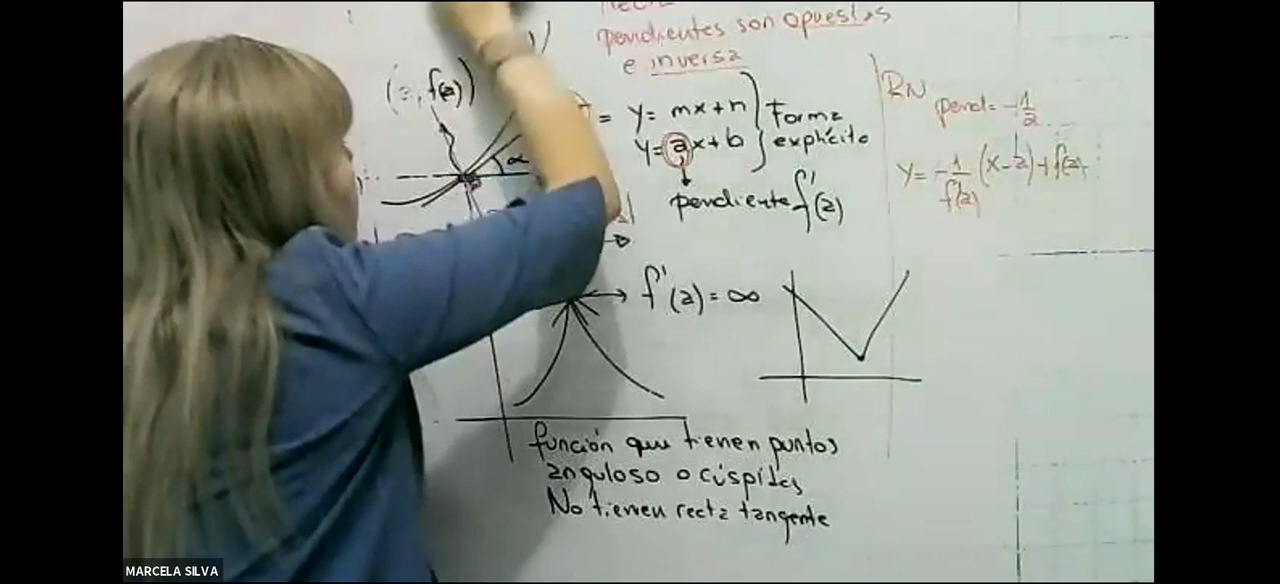 pendientes son opuestas
e inversa
(a, f(a))
= y= mx+n
y= ax+b
Forma
explícita
pendiente f'(a)
RN
pend= -1/a
y= -1/f'(a) (x-a)+f(a)
α
f'(a) = ∞
función que tienen puntos
anguloso o cúspides
No tienen recta tangente
MARCELA SILVA